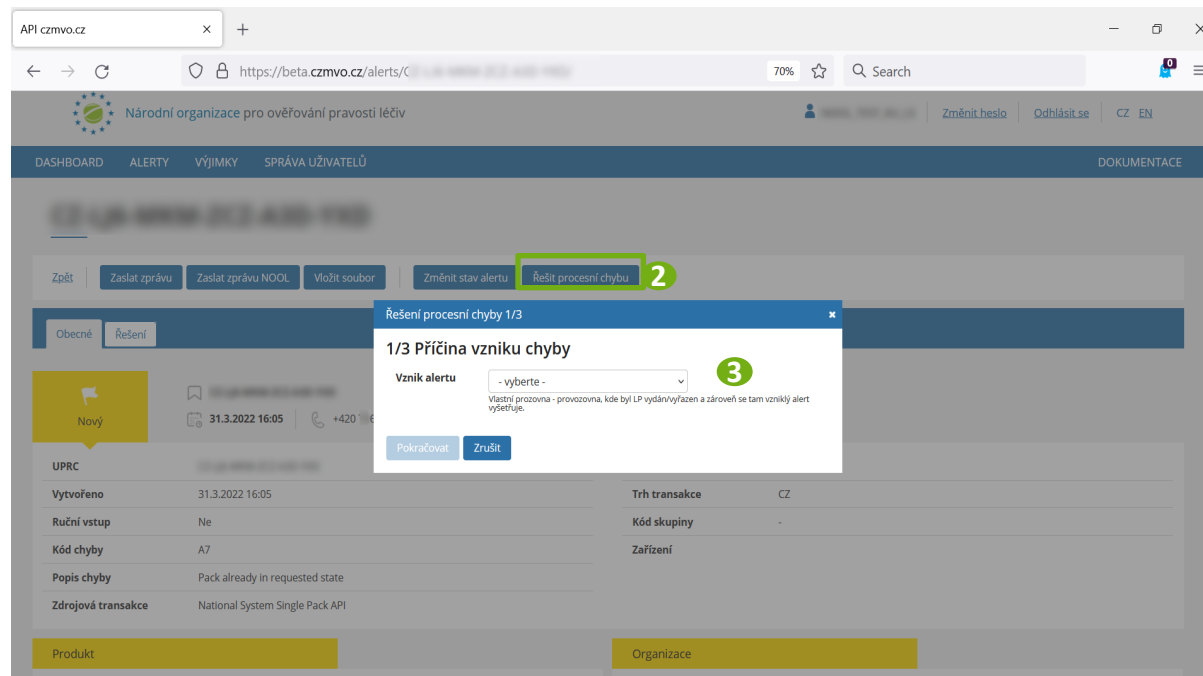 API czmvo.cz
https://beta.czmvo.cz/alerts/
70%
Search
0
Národní organizace pro ověřování pravosti léčiv
Změnit heslo
Odhlásit se
CZ EN
DASHBOARD ALERTY VÝJIMKY SPRÁVA UŽIVATELŮ DOKUMENTACE
Zpět Zaslat zprávu Zaslat zprávu NOOL Vložit soubor Změnit stav alertu Řešit procesní chybu 2
Řešení procesní chyby 1/3
Obecné Řešení
1/3 Příčina vzniku chyby
Vznik alertu - vyberte - 3
Vlastní prozovna - provozovna, kde byl LP vydán/vyřazen a zároveň se tam vzniklý alert
vyšetřuje.
Nový
31.3.2022 16:05 +420
Pokračovat Zrušit
UPRC
Vytvořeno 31.3.2022 16:05 Trh transakce CZ
Ruční vstup Ne Kód skupiny -
Kód chyby A7 Zařízení
Popis chyby Pack already in requested state
Zdrojová transakce National System Single Pack API
Produkt Organizace